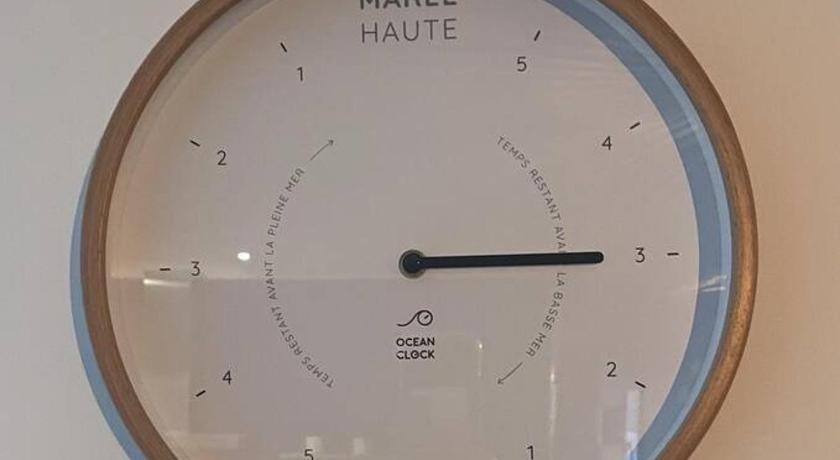 MARÉE
HAUTE
5
4
3
2
1
1
2
3
4
5
TEMPS RESTANT AVANT LA PLEINE MER
TEMPS RESTANT AVANT LA BASSE MER
OCEAN
CLOCK